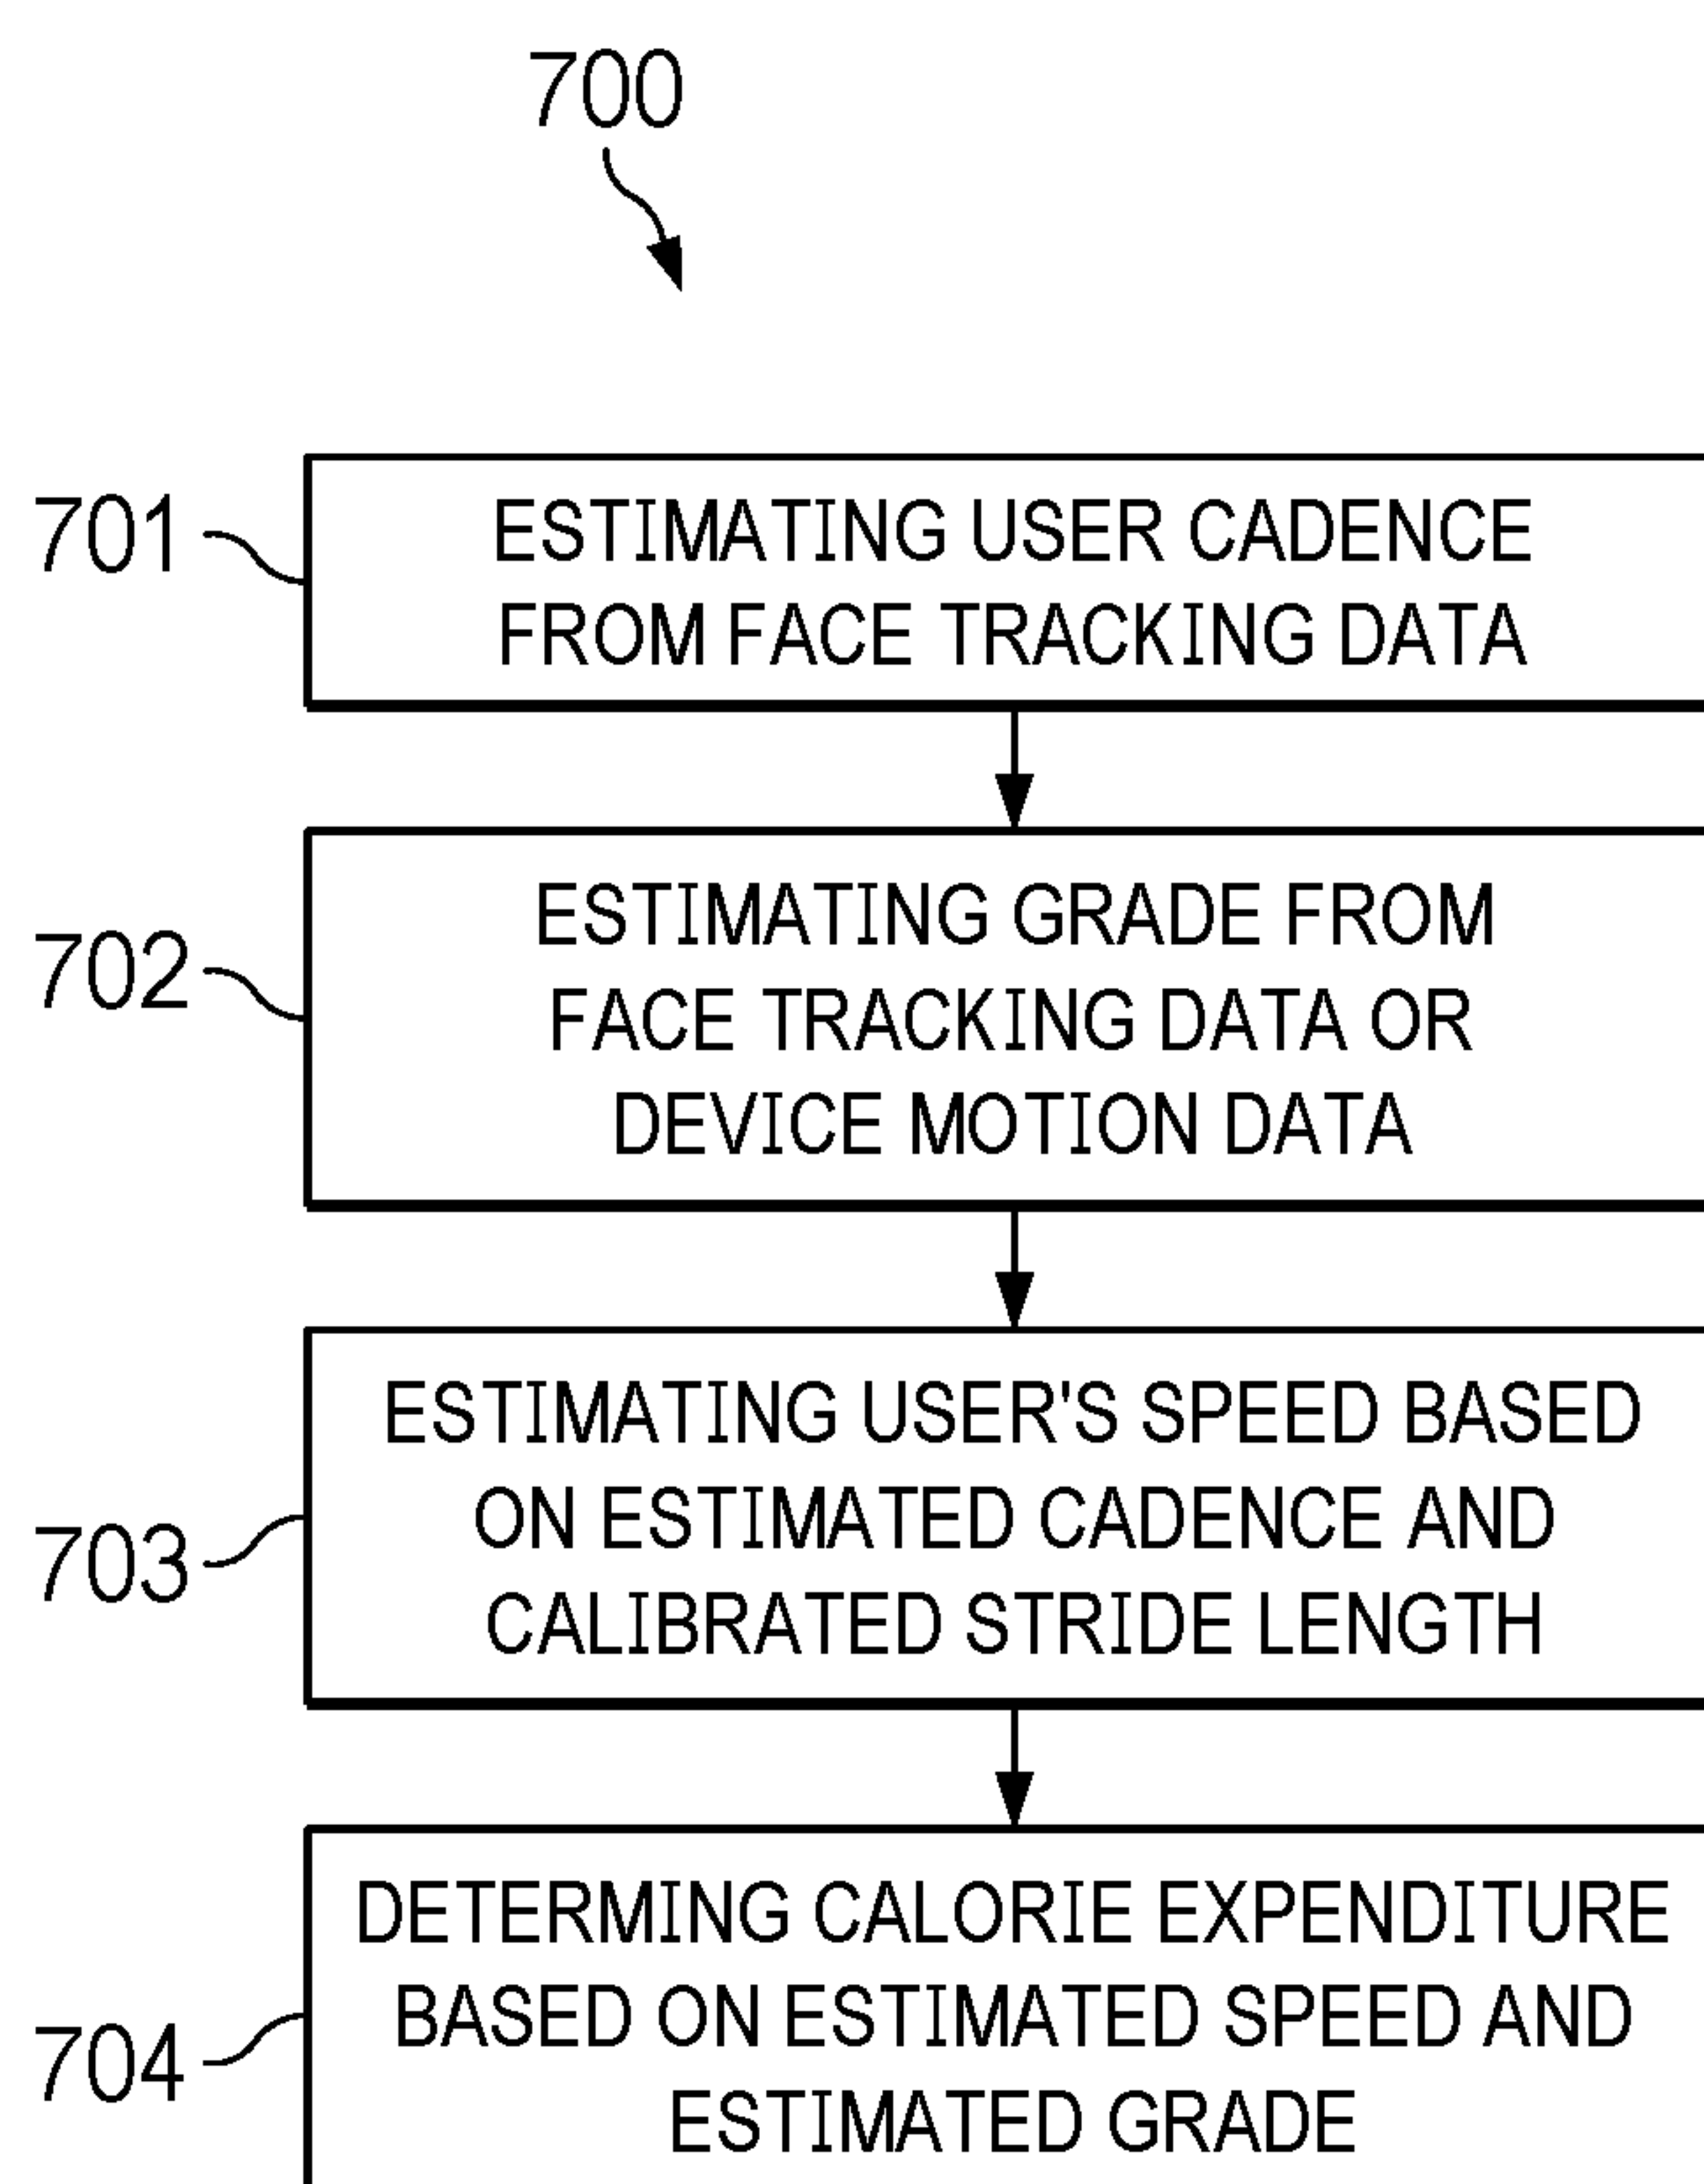 700
701
ESTIMATING USER CADENCE
FROM FACE TRACKING DATA
702
ESTIMATING GRADE FROM
FACE TRACKING DATA OR
DEVICE MOTION DATA
703
ESTIMATING USER'S SPEED BASED
ON ESTIMATED CADENCE AND
CALIBRATED STRIDE LENGTH
704
DETERMING CALORIE EXPENDITURE
BASED ON ESTIMATED SPEED AND
ESTIMATED GRADE